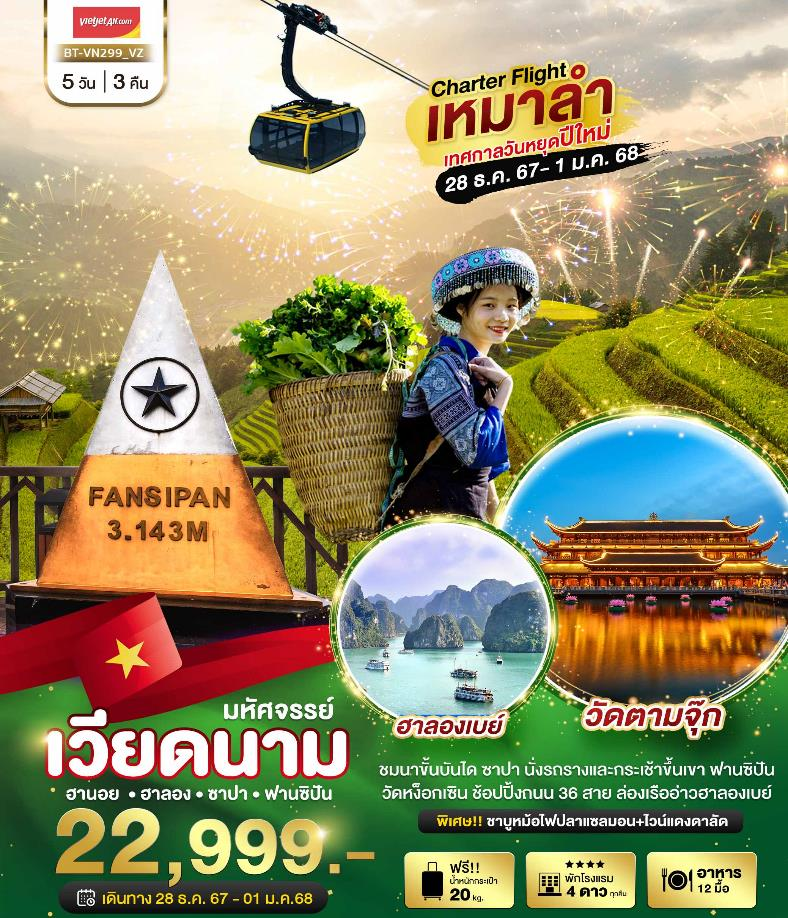 vietjetAir.com
BT-VN299_VZ
5 วัน | 3 คืน
Charter Flight
เหมาลำ
เทศกาลวันหยุดปีใหม่
28 ธ.ค. 67- 1 ม.ค. 68
FANSIPAN
3.143M
มหัศจรรย์
เวียดนาม
ฮานอย • ฮาลอง • ซาปา • ฟานซิปัน
22,999.-
เดินทาง 28 ธ.ค. 67 - 01 ม.ค.68
ฮาลองเบย์
วัดตามจุ๊ก
ชมนาขั้นบันได ซาปา นั่งรถรางและกระเช้าขึ้นเขา ฟานซิปัน
วัดหง็อกเซิน ช้อปปิ้งถนน 36 สาย ล่องเรืออ่าวฮาลองเบย์
พิเศษ!! ชาบูหม้อไฟปลาแซลมอน+ไวน์แดงดาลัด
ฟรี!!
น้ำหนักกระเป๋า
20 kg.
พักโรงแรม
4 ดาว ทุกคืน
อาหาร
12 มื้อ